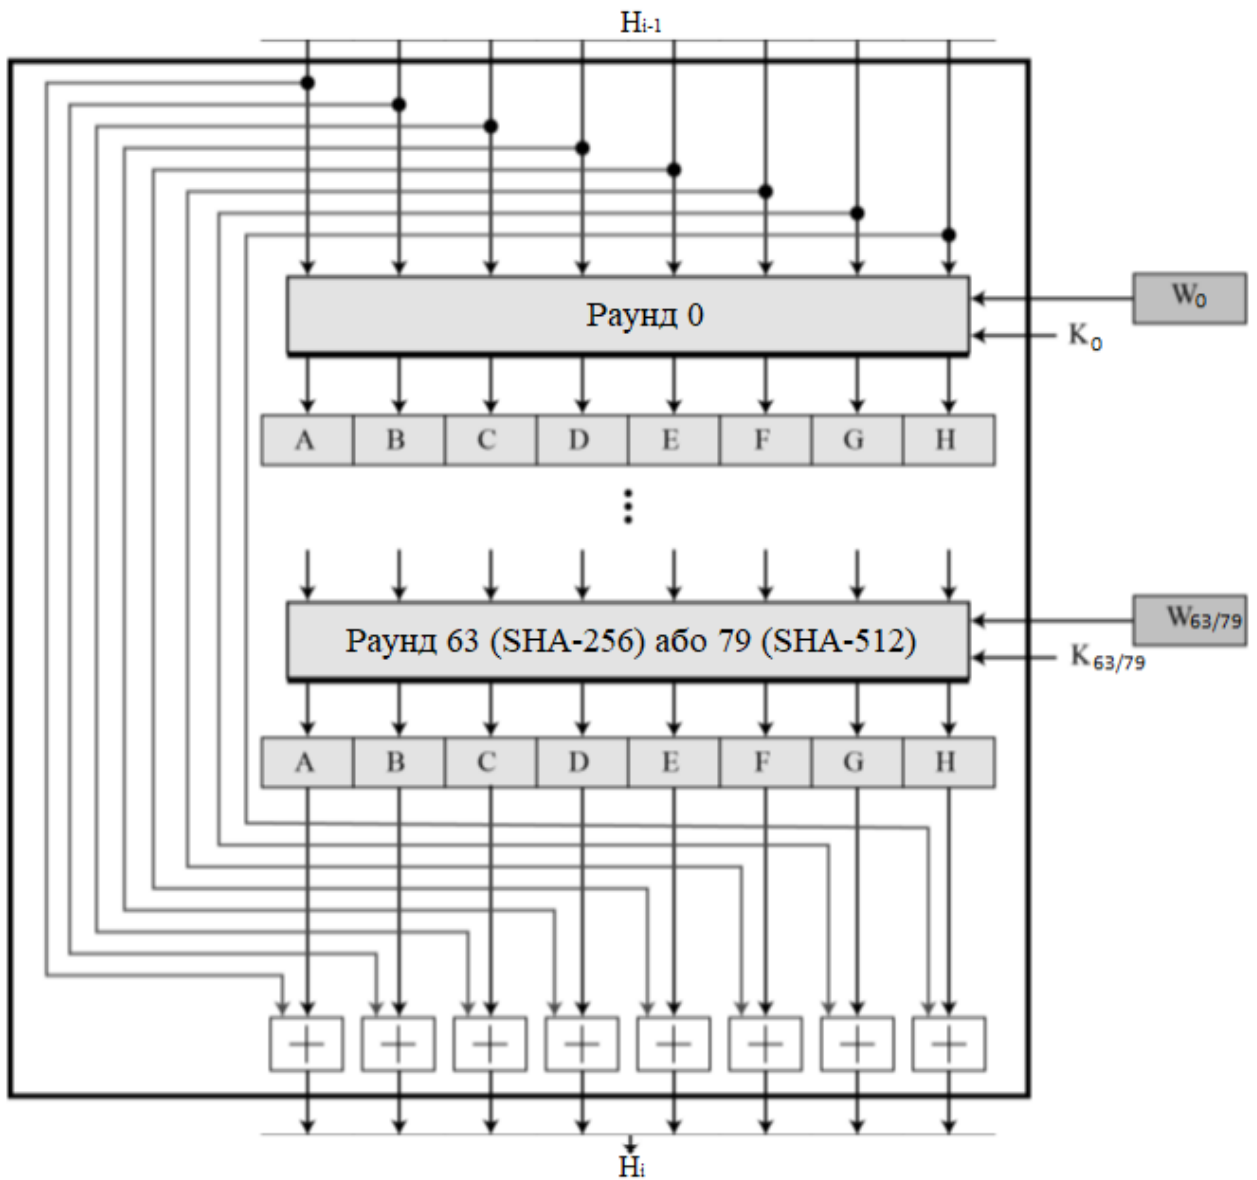 Hi-1
Раунд 0
W0
K0
A B C D E F G H
Раунд 63 (SHA-256) або 79 (SHA-512)
W63/79
K63/79
A B C D E F G H
Hi